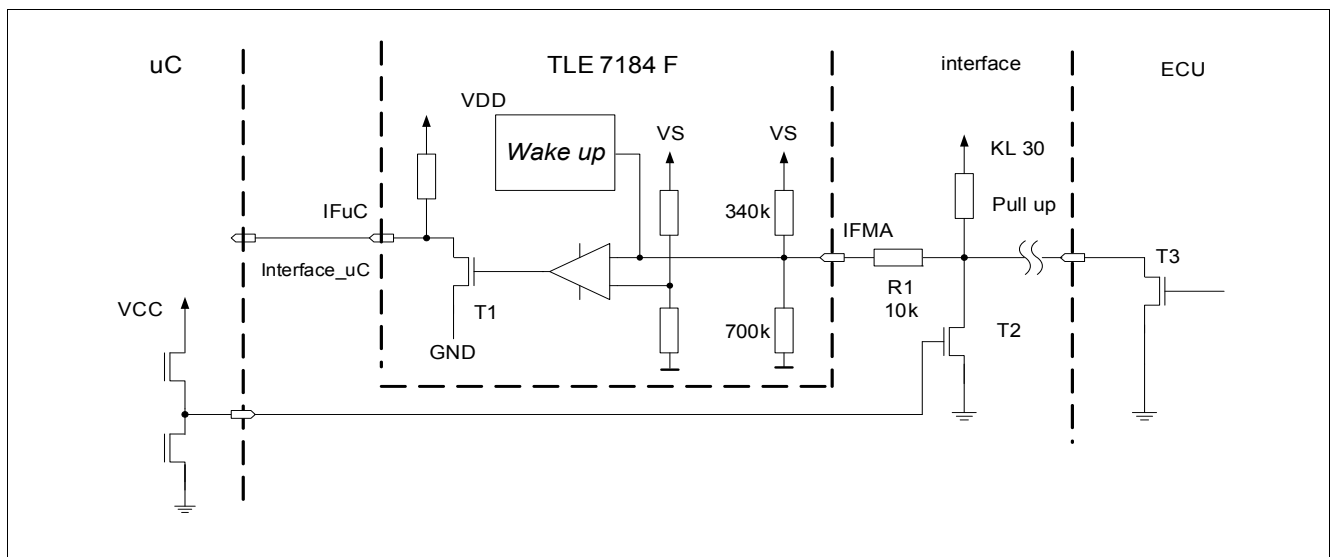 uC
TLE 7184 F
interface
ECU
VDD
Wake up
VS
VS
KL 30
340k
Pull up
IFuC
IFMA
Interface_uC
T1
R1
10k
T3
VCC
GND
700k
T2